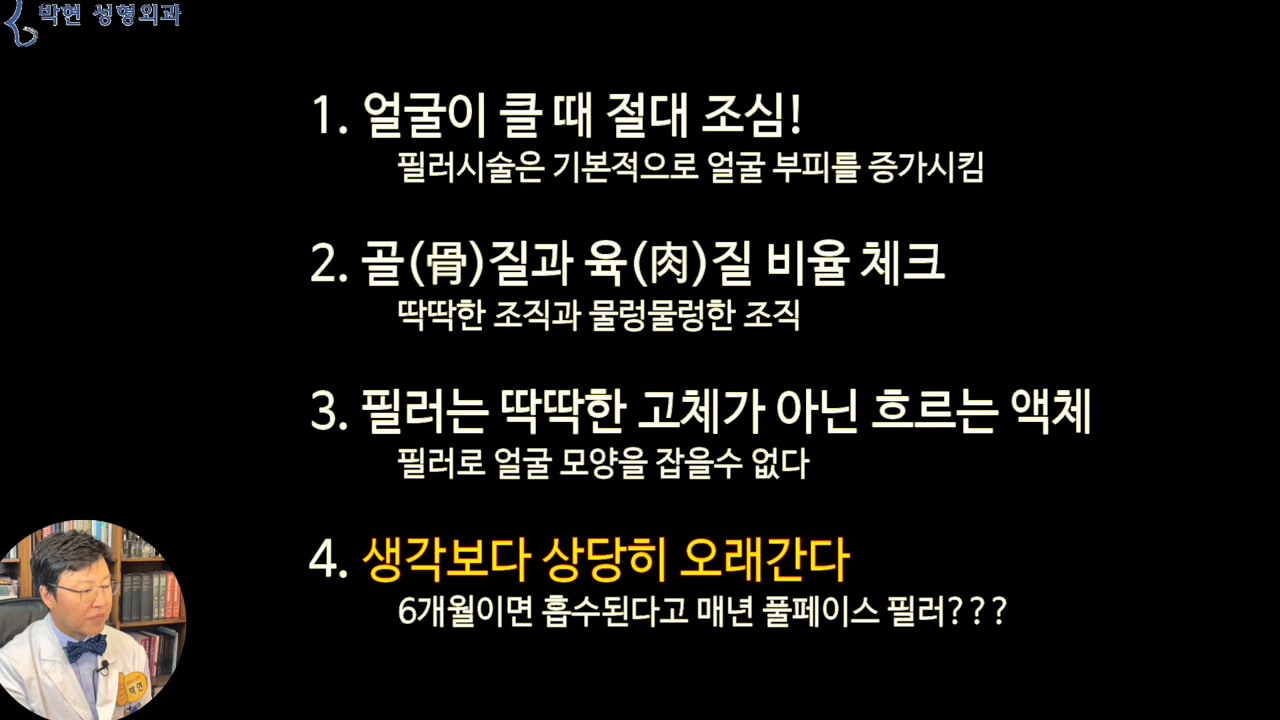 박현 성형외과
1. 얼굴이 클 때 절대 조심!
필러시술은 기본적으로 얼굴 부피를 증가시킴
2. 골(骨)질과 육(肉)질 비율 체크
딱딱한 조직과 물렁물렁한 조직
3. 필러는 딱딱한 고체가 아닌 흐르는 액체
필러로 얼굴 모양을 잡을수 없다
4. 생각보다 상당히 오래간다
6개월이면 흡수된다고 매년 풀페이스 필러???
박현